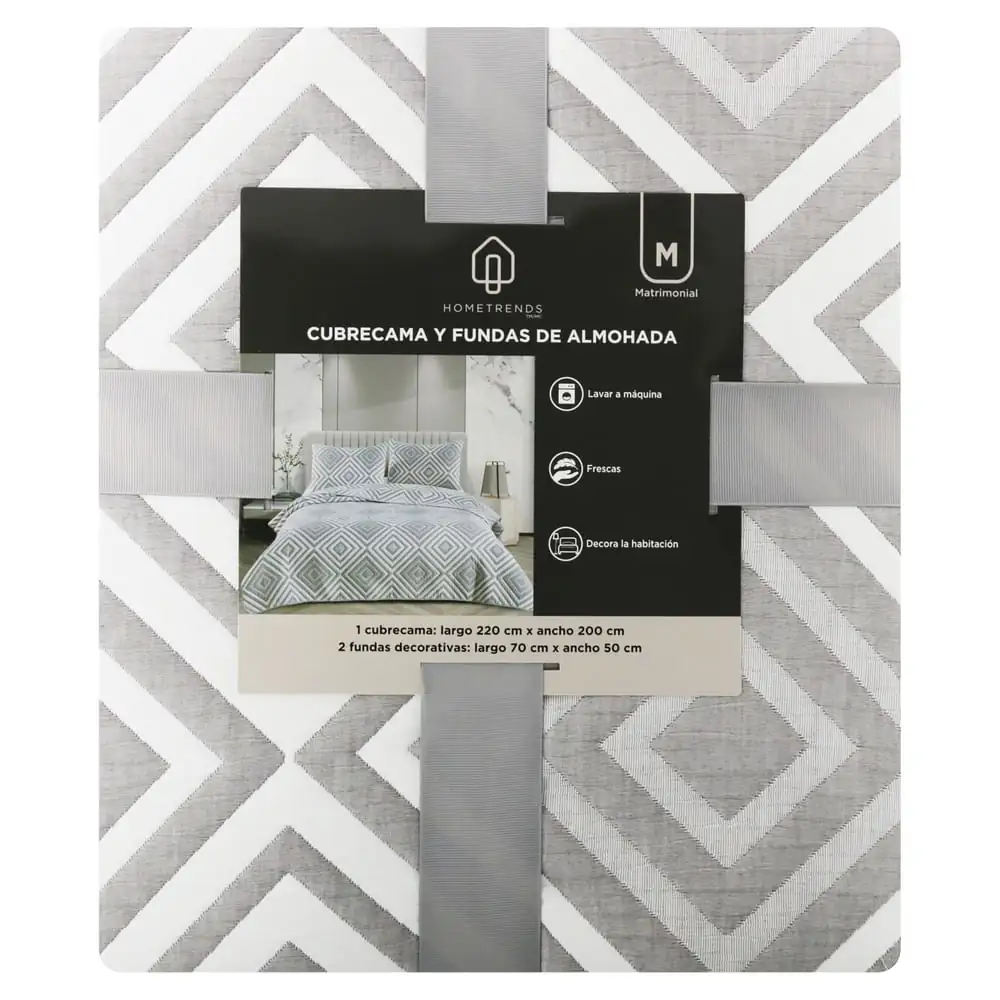 M
Matrimonial
HOMETRENDS
CUBRECAMA Y FUNDAS DE ALMOHADA
Lavar a máquina
Frescas
Decora la habitación
1 cubrecama: largo 220 cm x ancho 200 cm
2 fundas decorativas: largo 70 cm x ancho 50 cm